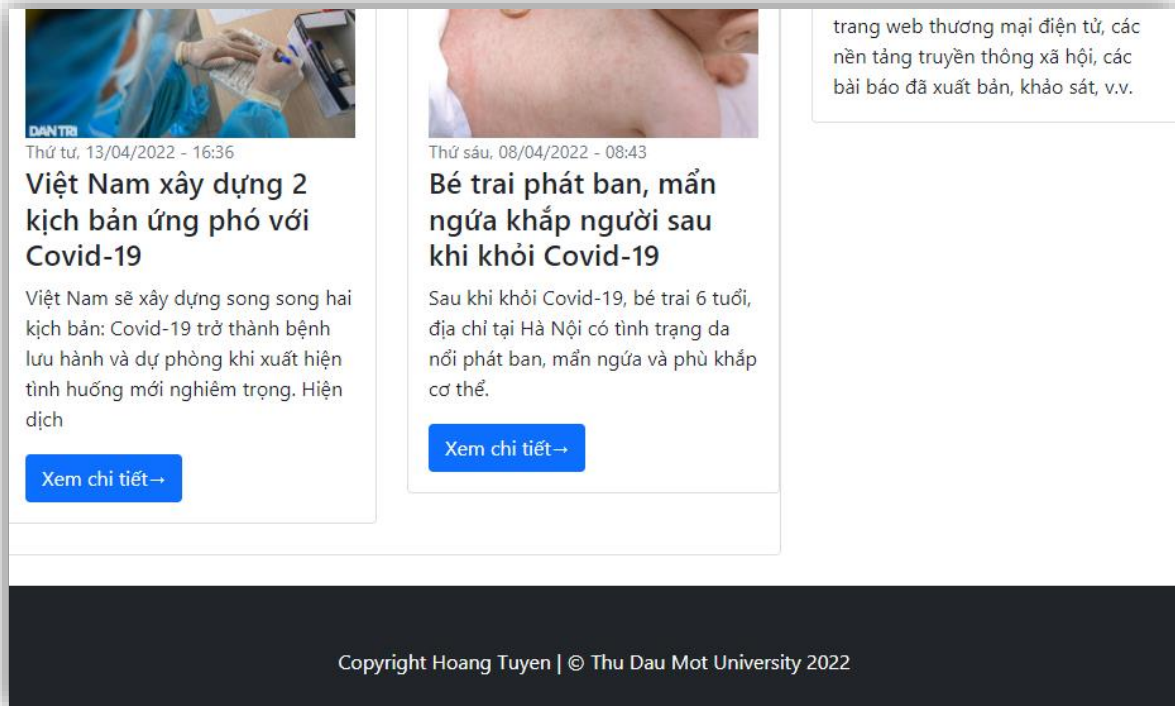 DAN TRI
Thứ tư, 13/04/2022 - 16:36
Việt Nam xây dựng 2
kịch bản ứng phó với
Covid-19
Việt Nam sẽ xây dựng song song hai
kịch bản: Covid-19 trở thành bệnh
lưu hành và dự phòng khi xuất hiện
tình huống mới nghiêm trọng. Hiện
dịch
Xem chi tiết→
Thứ sáu, 08/04/2022 - 08:43
Bé trai phát ban, mẩn
ngứa khắp người sau
khi khỏi Covid-19
Sau khi khỏi Covid-19, bé trai 6 tuổi,
địa chỉ tại Hà Nội có tình trạng da
nổi phát ban, mẩn ngứa và phù khắp
cơ thể.
Xem chi tiết→
trang web thương mại điện tử, các
nền tảng truyền thông xã hội, các
bài báo đã xuất bản, khảo sát, v.v.
Copyright Hoang Tuyen | © Thu Dau Mot University 2022